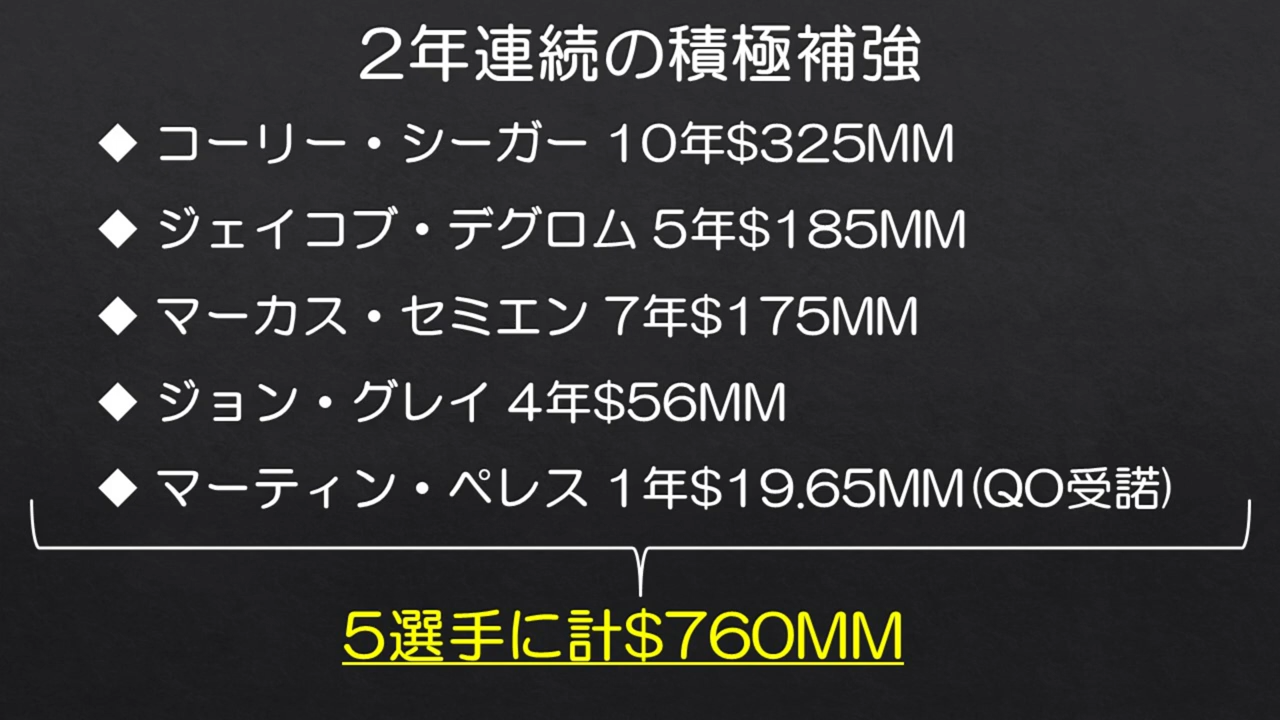 2年連続の積極補強
◆ コーリー・シーガー 10年$325MM
◆ ジェイコブ・デグロム 5年$185MM
◆ マーカス・セミエン 7年$175MM
◆ ジョン・グレイ 4年$56MM
◆ マーティン・ペレス 1年$19.65MM(QO受諾)
5選手に計$760MM